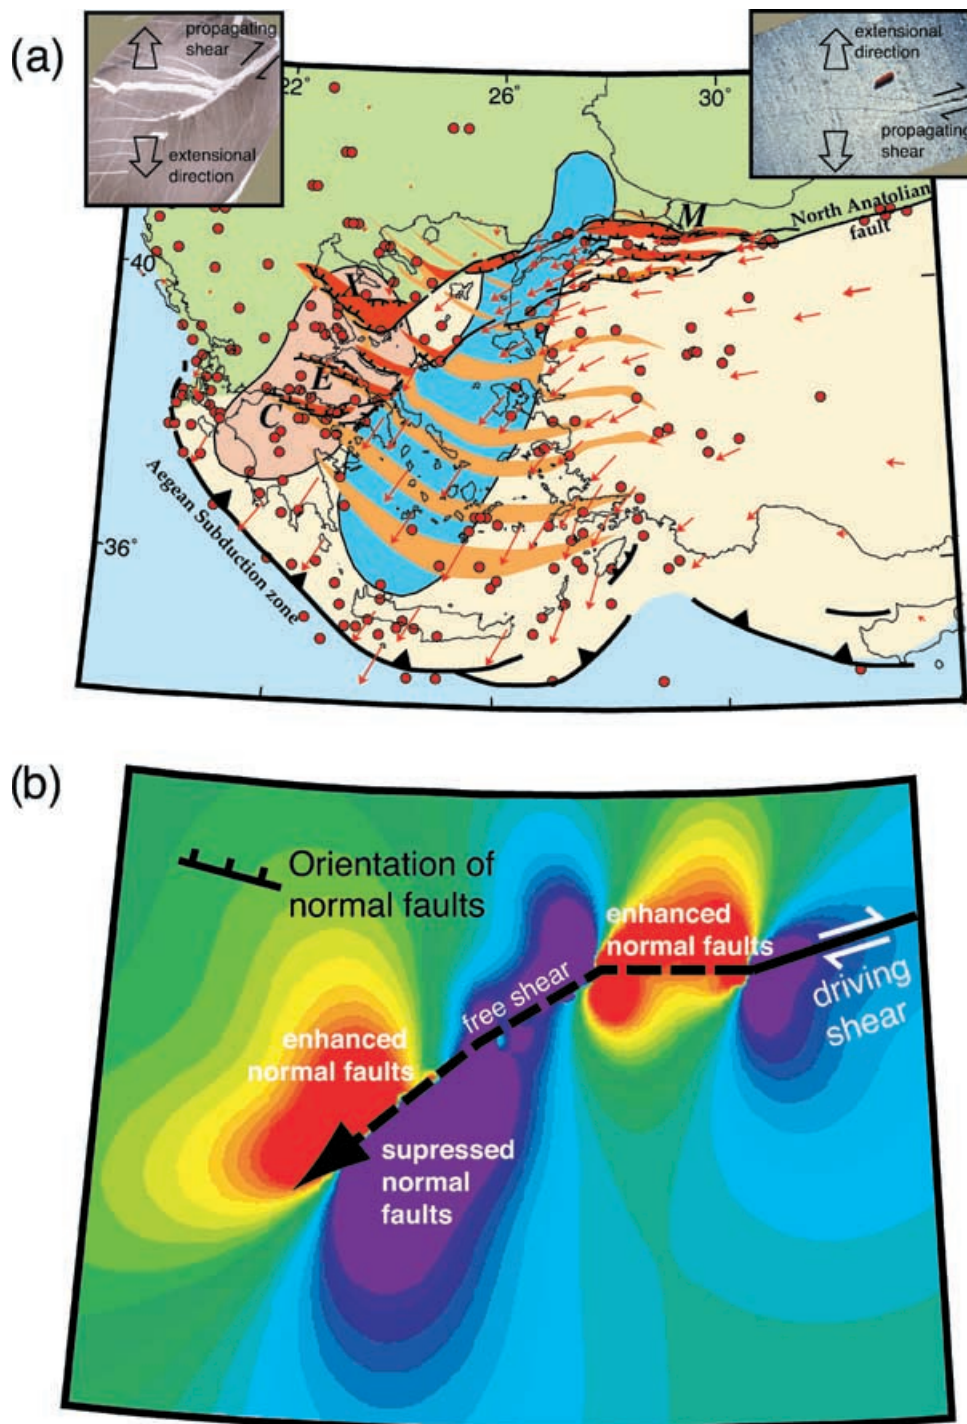 (a)
propagating
shear
extensional
direction
extensional
direction
propagating
shear
22°
26°
30°
40
36°
North Anatolian
fault
M
X
E
C
Aegean Subduction zone
(b)
Orientation of
normal faults
enhanced
normal faults
driving
shear
free shear
enhanced
normal faults
supressed
normal
faults